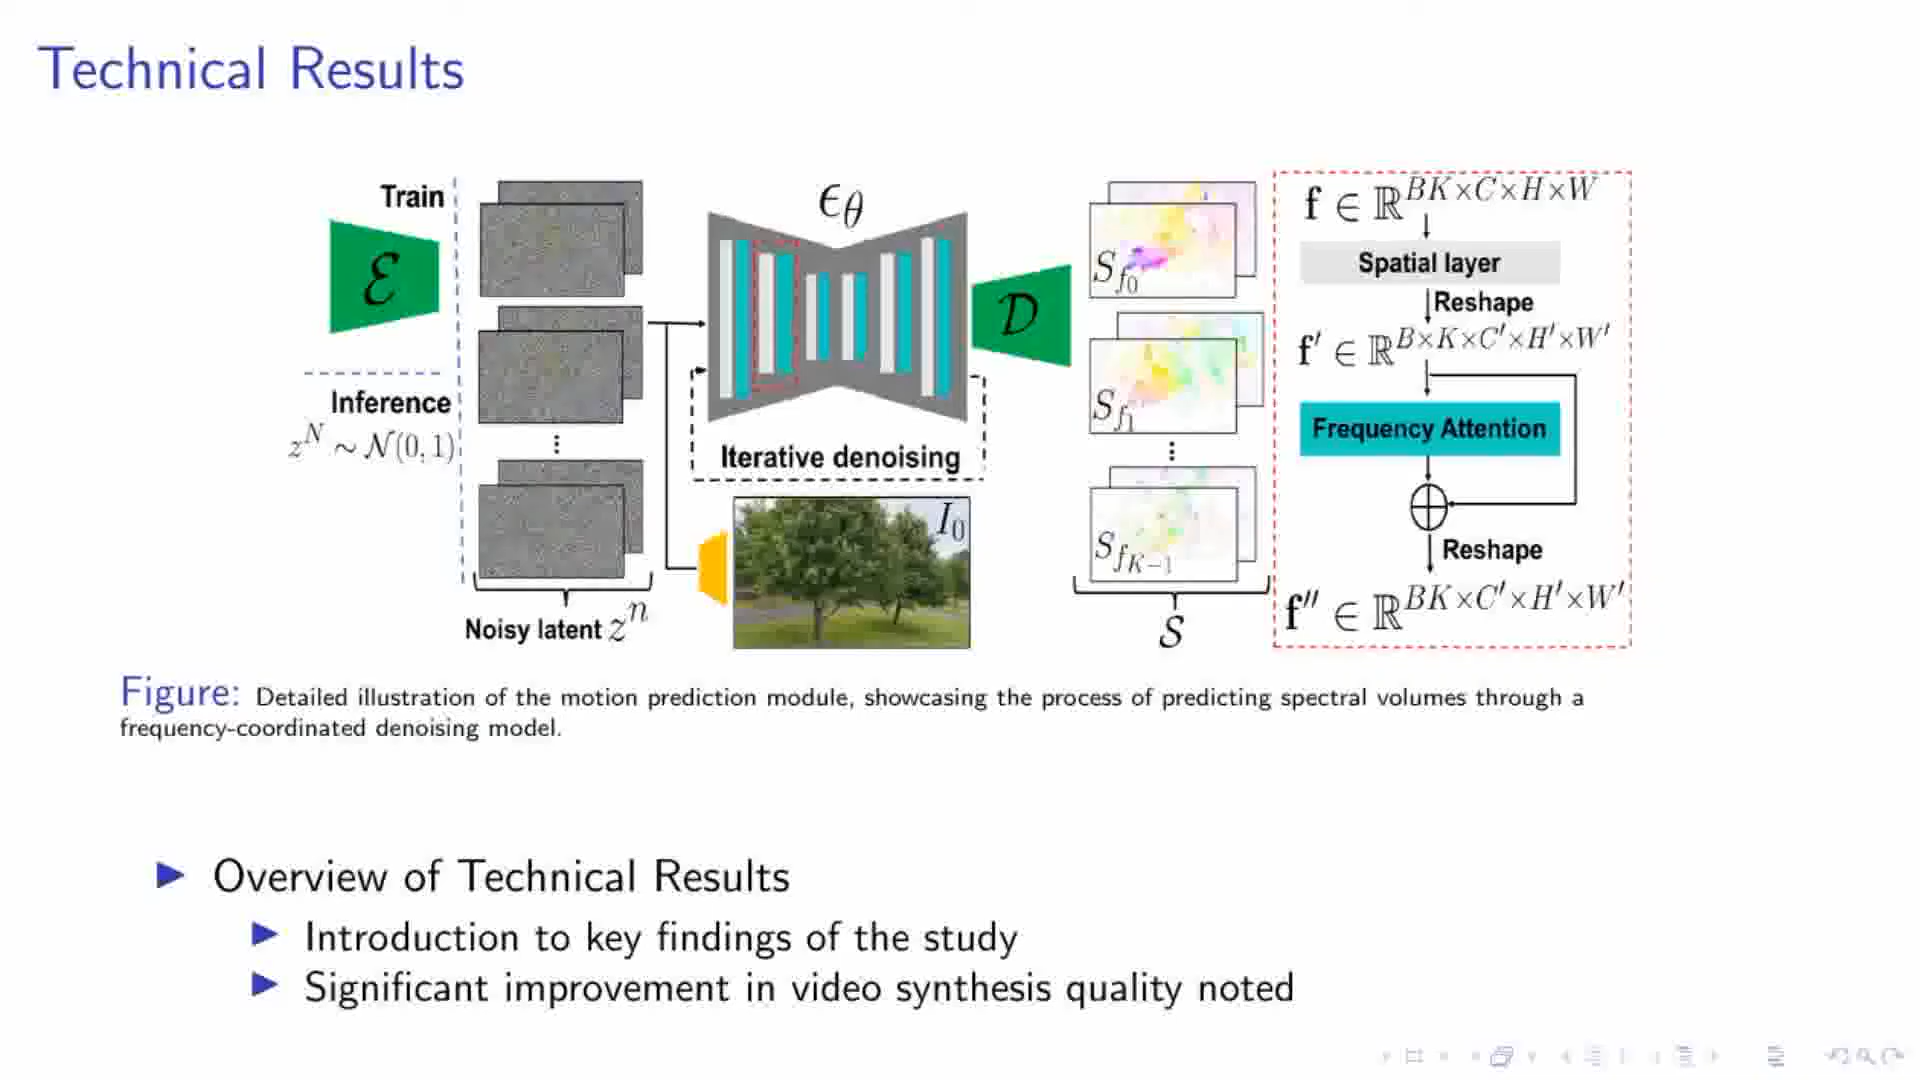 Technical Results
Train
ℰ
Inference
z^N ∼ 𝒩(0, 1)
Noisy latent z^n
ϵ_θ
Iterative denoising
I_0
𝒟
S_{f_0}
S_{f_1}
S_{f_{K−1}}
𝒮
f ∈ ℝ^{BK×C×H×W}
Spatial layer
Reshape
f′ ∈ ℝ^{B×K×C′×H′×W′}
Frequency Attention
Reshape
f″ ∈ ℝ^{BK×C′×H′×W′}
Figure: Detailed illustration of the motion prediction module, showcasing the process of predicting spectral volumes through a
frequency-coordinated denoising model.
Overview of Technical Results
Introduction to key findings of the study
Significant improvement in video synthesis quality noted